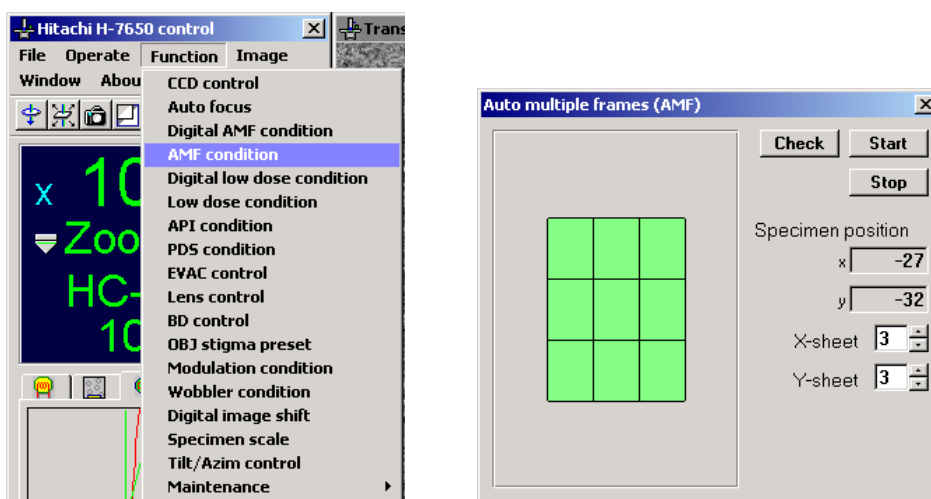 Hitachi H-7650 control
File Operate Function Image
Window Abou
CCD control
Auto focus
Digital AMF condition
AMF condition
Digital low dose condition
Low dose condition
API condition
PDS condition
EVAC control
Lens control
BD control
OBJ stigma preset
Modulation condition
Wobbler condition
Digital image shift
Specimen scale
Tilt/Azim control
Maintenance
x 10
Zoo
HC-
10
Trans
Auto multiple frames (AMF)
Check Start
Stop
Specimen position
x -27
y -32
X-sheet 3
Y-sheet 3